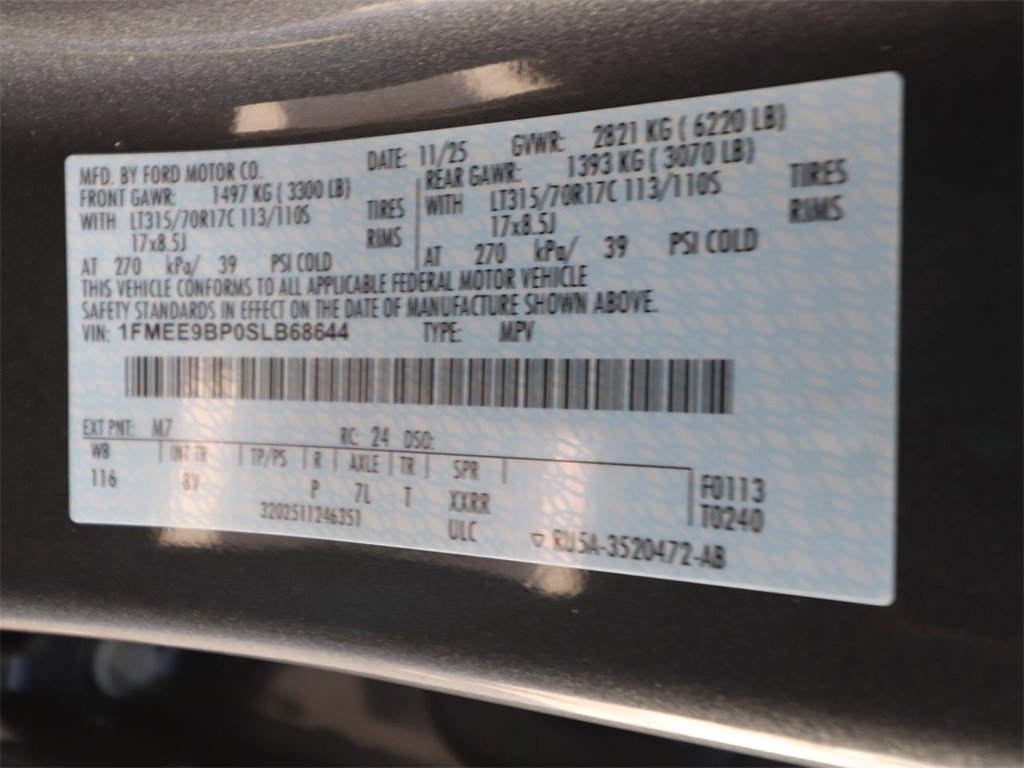 MFD. BY FORD MOTOR CO. DATE: 11/25 GVWR: 2821 KG ( 6220 LB)
FRONT GAWR: 1497 KG ( 3300 LB) REAR GAWR: 1393 KG ( 3070 LB)
WITH LT315/70R17C 113/110S TIRES WITH LT315/70R17C 113/110S TIRES
17x8.5J RIMS 17x8.5J RIMS
AT 270 kPa/ 39 PSI COLD AT 270 kPa/ 39 PSI COLD
THIS VEHICLE CONFORMS TO ALL APPLICABLE FEDERAL MOTOR VEHICLE
SAFETY STANDARDS IN EFFECT ON THE DATE OF MANUFACTURE SHOWN ABOVE.
VIN: 1FMEE9BP0SLB68644 TYPE: MPV
EXT PNT: M7 RC: 24 DSO:
WB INT TR TP/PS R AXLE TR SPR
116 8V P 7L T XXRR F0113
3202511246351 ULC T0240
RU5A-3520472-AB